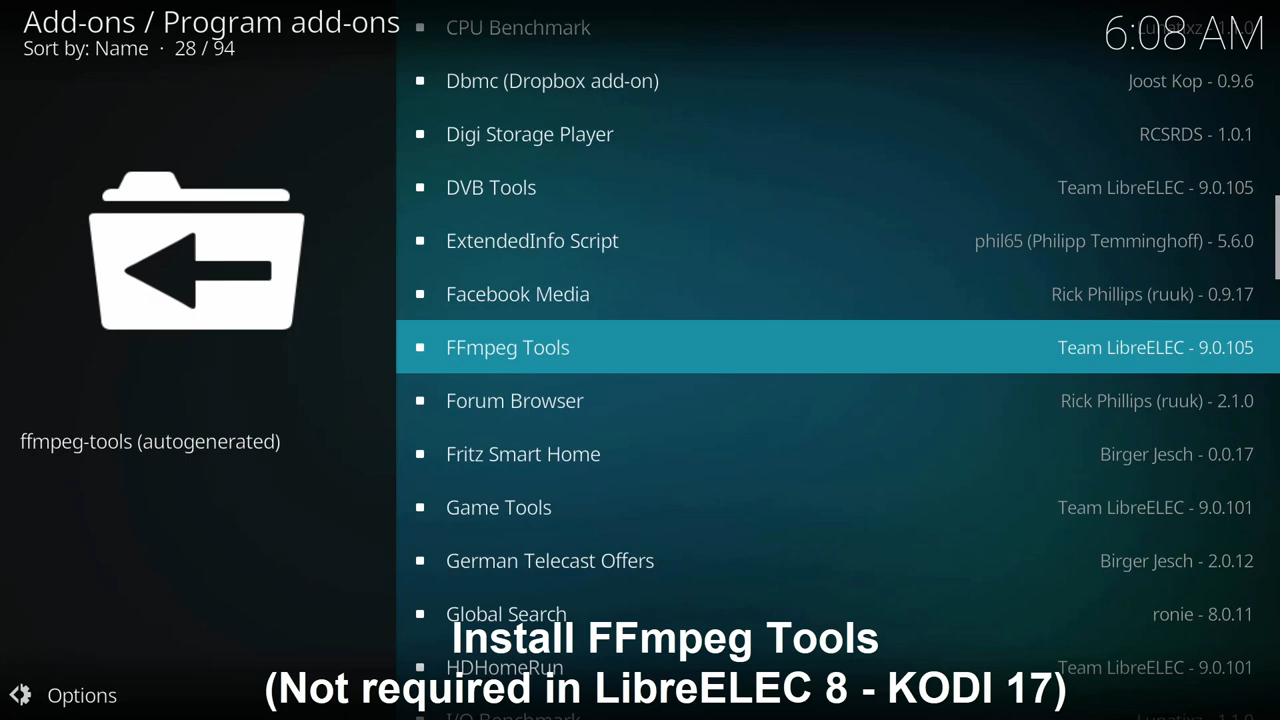 Add-ons / Program add-ons
Sort by: Name · 28 / 94
6:08 AM
CPU Benchmark
Lunatixz - 1.1.0
Dbmc (Dropbox add-on)
Joost Kop - 0.9.6
Digi Storage Player
RCSRDS - 1.0.1
DVB Tools
Team LibreELEC - 9.0.105
ExtendedInfo Script
phil65 (Philipp Temminghoff) - 5.6.0
Facebook Media
Rick Phillips (ruuk) - 0.9.17
FFmpeg Tools
Team LibreELEC - 9.0.105
Forum Browser
Rick Phillips (ruuk) - 2.1.0
ffmpeg-tools (autogenerated)
Fritz Smart Home
Birger Jesch - 0.0.17
Game Tools
Team LibreELEC - 9.0.101
German Telecast Offers
Birger Jesch - 2.0.12
Global Search
ronie - 8.0.11
Install FFmpeg Tools
HDHomeRun
Team LibreELEC - 9.0.101
(Not required in LibreELEC 8 - KODI 17)
Options
I/O Benchmark